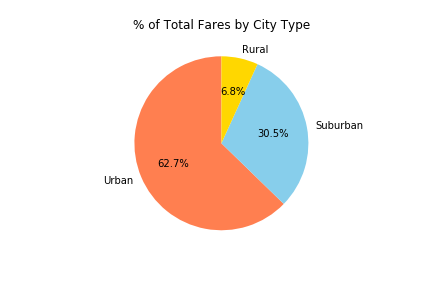 % of Total Fares by City Type
Rural
6.8%
Suburban
30.5%
62.7%
Urban